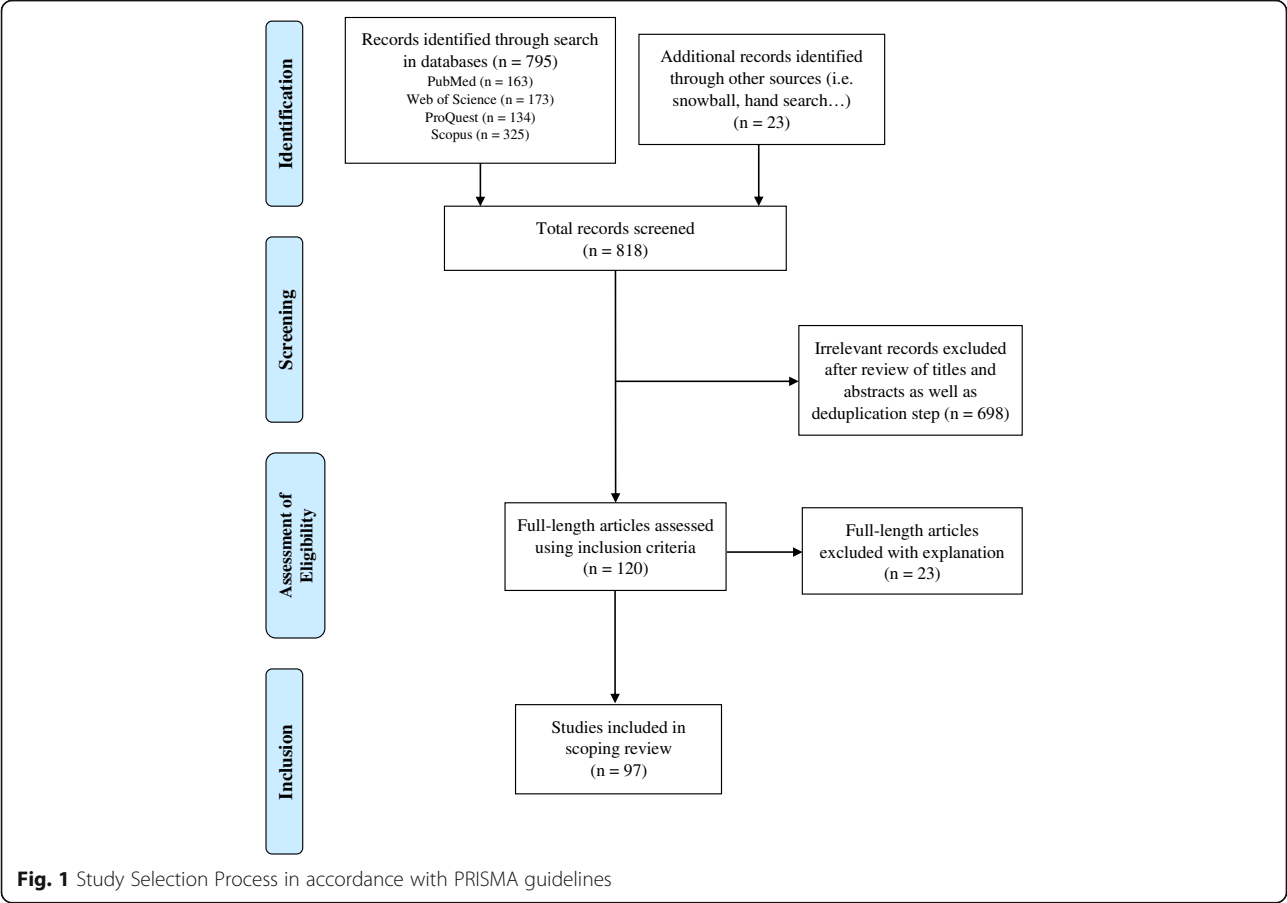 Identification
Records identified through search
in databases (n = 795)
PubMed (n = 163)
Web of Science (n = 173)
ProQuest (n = 134)
Scopus (n = 325)
Additional records identified
through other sources (i.e.
snowball, hand search…)
(n = 23)
Total records screened
(n = 818)
Screening
Irrelevant records excluded
after review of titles and
abstracts as well as
deduplication step (n = 698)
Assessment of
Eligibility
Full-length articles assessed
using inclusion criteria
(n = 120)
Full-length articles
excluded with explanation
(n = 23)
Inclusion
Studies included in
scoping review
(n = 97)
Fig. 1 Study Selection Process in accordance with PRISMA guidelines